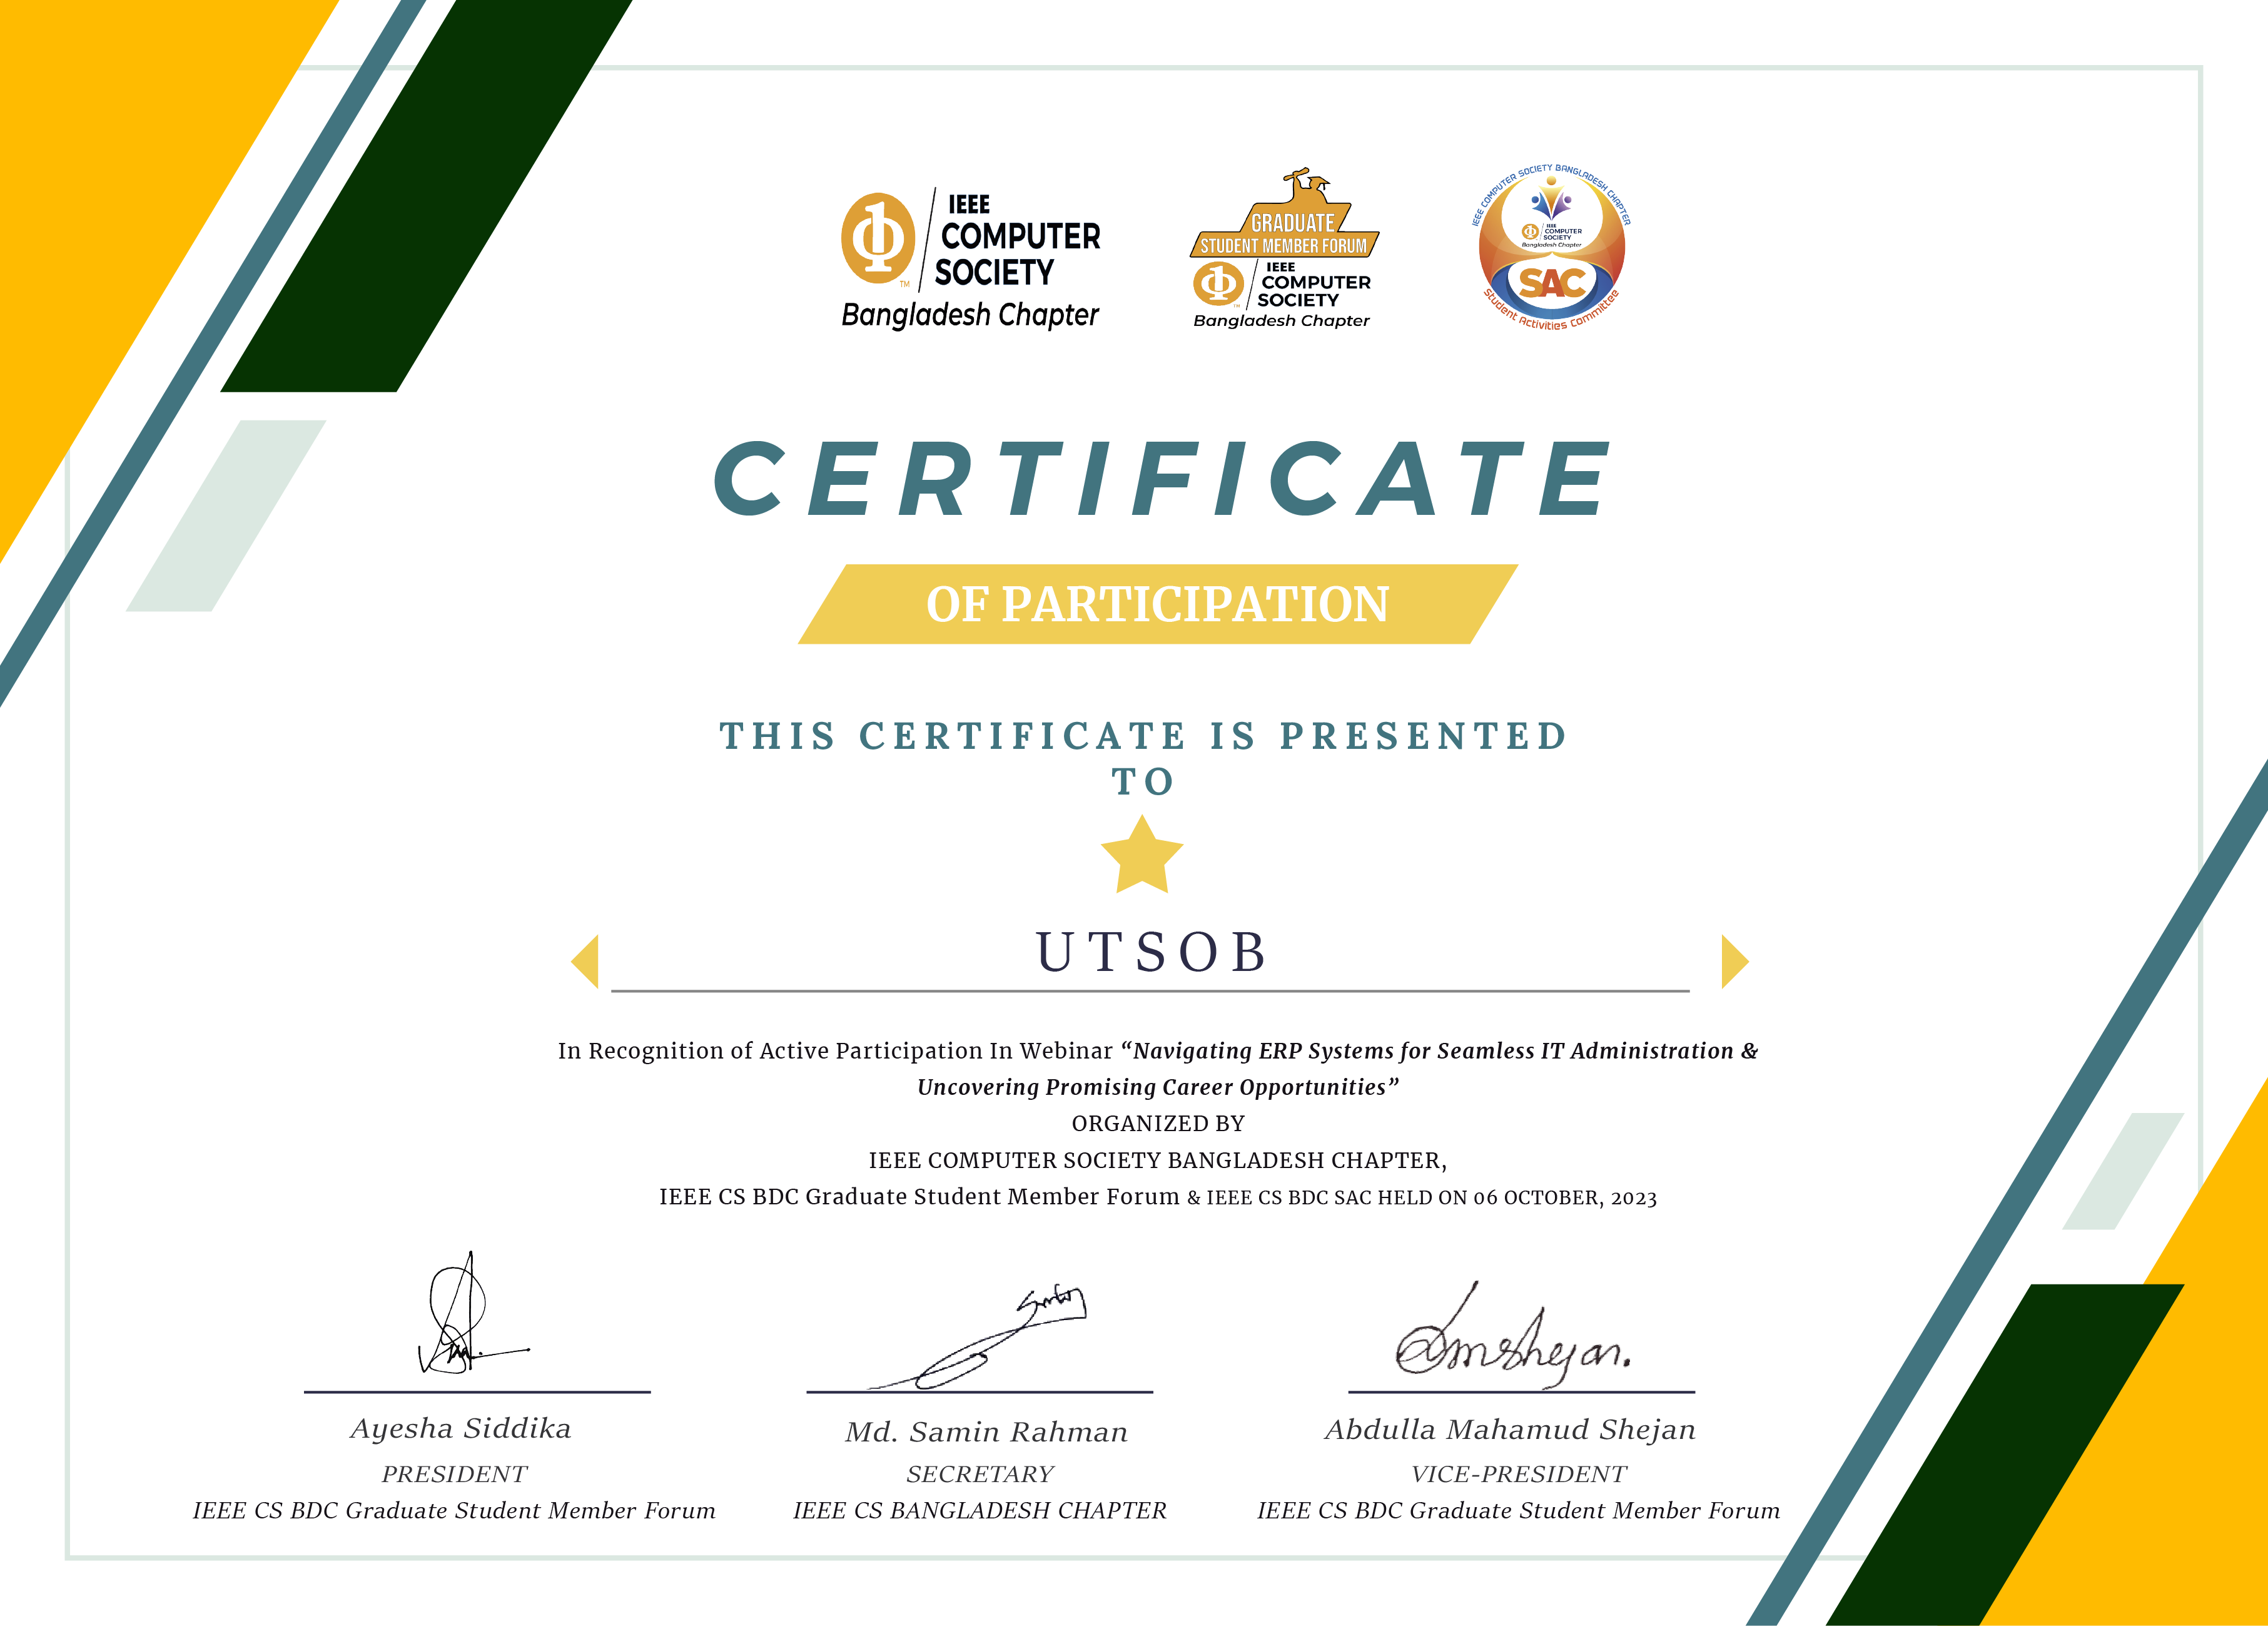 IEEE
COMPUTER
SOCIETY
TM
Bangladesh Chapter
GRADUATE
STUDENT MEMBER FORUM
IEEE
COMPUTER
SOCIETY
TM
Bangladesh Chapter
IEEE COMPUTER SOCIETY BANGLADESH CHAPTER
IEEE
COMPUTER
SOCIETY
Bangladesh Chapter
SAC
Student Activities Committee
CERTIFICATE
OF PARTICIPATION
THIS CERTIFICATE IS PRESENTED
TO
UTSOB
In Recognition of Active Participation In Webinar “Navigating ERP Systems for Seamless IT Administration &
Uncovering Promising Career Opportunities”
ORGANIZED BY
IEEE COMPUTER SOCIETY BANGLADESH CHAPTER,
IEEE CS BDC Graduate Student Member Forum & IEEE CS BDC SAC HELD ON 06 OCTOBER, 2023
Ayesha Siddika
PRESIDENT
IEEE CS BDC Graduate Student Member Forum
Md. Samin Rahman
SECRETARY
IEEE CS BANGLADESH CHAPTER
Abdulla Mahamud Shejan
VICE-PRESIDENT
IEEE CS BDC Graduate Student Member Forum